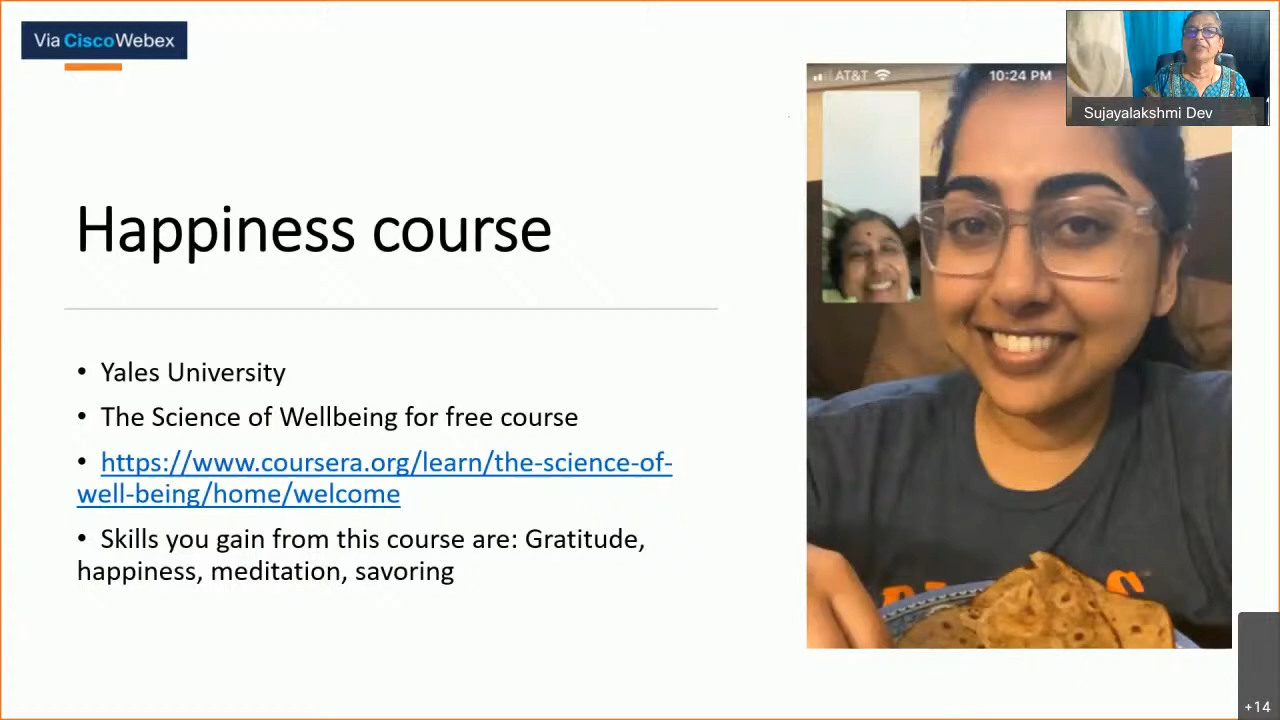 Via CiscoWebex
AT&T
10:24 PM
Sujayalakshmi Dev
Happiness course
• Yales University
• The Science of Wellbeing for free course
• https://www.coursera.org/learn/the-science-of-
well-being/home/welcome
• Skills you gain from this course are: Gratitude,
happiness, meditation, savoring
+14